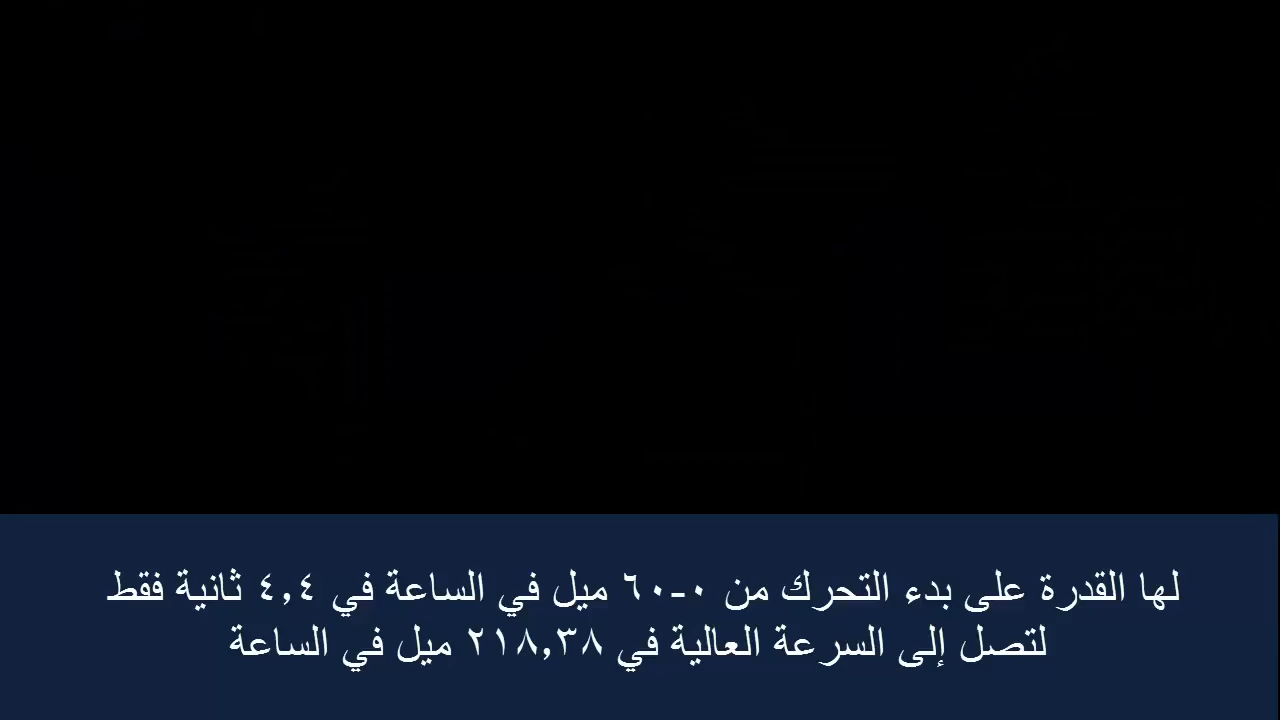 لها القدرة على بدء التحرك من ٠-٦٠ ميل في الساعة في ٤,٤ ثانية فقط
لتصل إلى السرعة العالية في ٢١٨,٣٨ ميل في الساعة